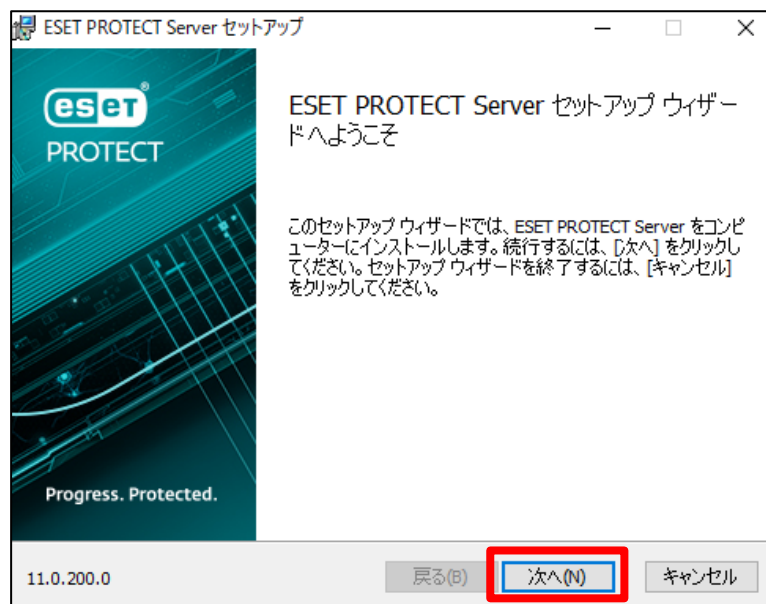 ESET PROTECT Server セットアップ
eset®
PROTECT
ESET PROTECT Server セットアップ ウィザー
ドへようこそ
このセットアップ ウィザードでは、ESET PROTECT Server をコンピ
ューターにインストールします。続行するには、[次へ] をクリックし
てください。セットアップ ウィザードを終了するには、[キャンセル]
をクリックしてください。
Progress. Protected.
11.0.200.0
戻る(B)
次へ(N)
キャンセル